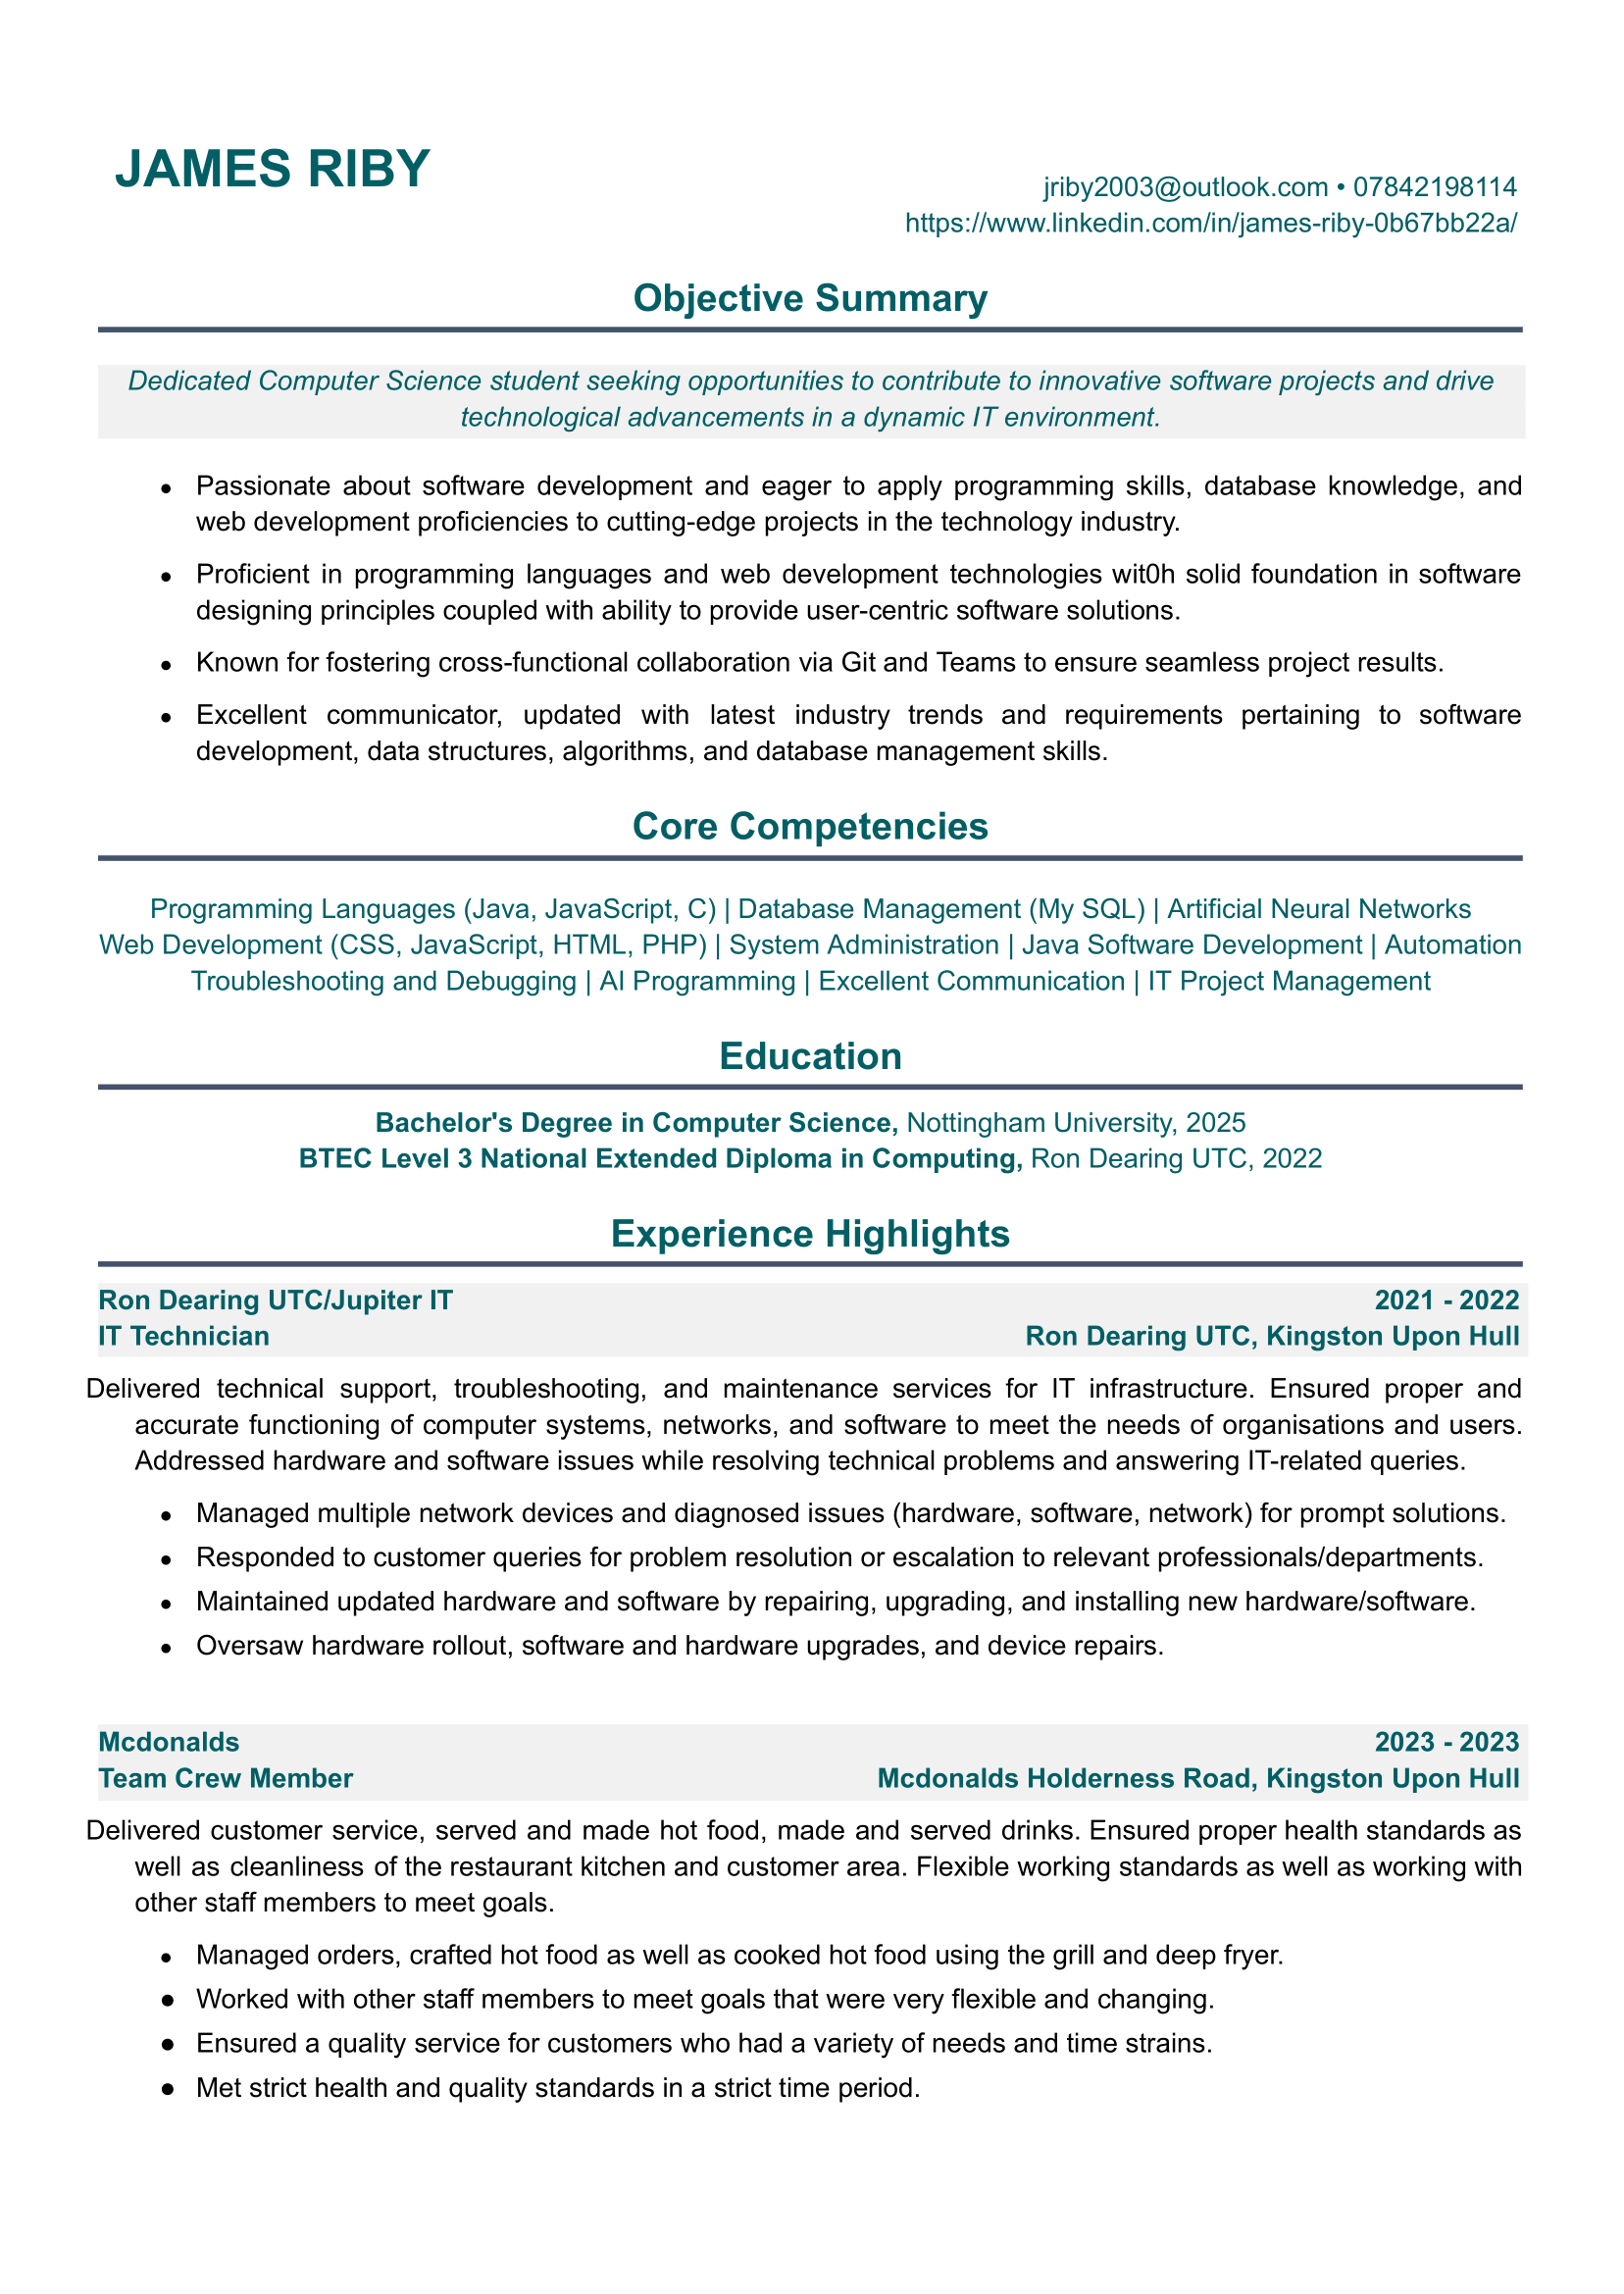 JAMES RIBY
jriby2003@outlook.com • 07842198114
https://www.linkedin.com/in/james-riby-0b67bb22a/
Objective Summary
Dedicated Computer Science student seeking opportunities to contribute to innovative software projects and drive
technological advancements in a dynamic IT environment.
• Passionate about software development and eager to apply programming skills, database knowledge, and
web development proficiencies to cutting-edge projects in the technology industry.
• Proficient in programming languages and web development technologies wit0h solid foundation in software
designing principles coupled with ability to provide user-centric software solutions.
• Known for fostering cross-functional collaboration via Git and Teams to ensure seamless project results.
• Excellent communicator, updated with latest industry trends and requirements pertaining to software
development, data structures, algorithms, and database management skills.
Core Competencies
Programming Languages (Java, JavaScript, C) | Database Management (My SQL) | Artificial Neural Networks
Web Development (CSS, JavaScript, HTML, PHP) | System Administration | Java Software Development | Automation
Troubleshooting and Debugging | AI Programming | Excellent Communication | IT Project Management
Education
Bachelor's Degree in Computer Science, Nottingham University, 2025
BTEC Level 3 National Extended Diploma in Computing, Ron Dearing UTC, 2022
Experience Highlights
Ron Dearing UTC/Jupiter IT 2021 - 2022
IT Technician Ron Dearing UTC, Kingston Upon Hull
Delivered technical support, troubleshooting, and maintenance services for IT infrastructure. Ensured proper and
accurate functioning of computer systems, networks, and software to meet the needs of organisations and users.
Addressed hardware and software issues while resolving technical problems and answering IT-related queries.
• Managed multiple network devices and diagnosed issues (hardware, software, network) for prompt solutions.
• Responded to customer queries for problem resolution or escalation to relevant professionals/departments.
• Maintained updated hardware and software by repairing, upgrading, and installing new hardware/software.
• Oversaw hardware rollout, software and hardware upgrades, and device repairs.
Mcdonalds 2023 - 2023
Team Crew Member Mcdonalds Holderness Road, Kingston Upon Hull
Delivered customer service, served and made hot food, made and served drinks. Ensured proper health standards as
well as cleanliness of the restaurant kitchen and customer area. Flexible working standards as well as working with
other staff members to meet goals.
• Managed orders, crafted hot food as well as cooked hot food using the grill and deep fryer.
• Worked with other staff members to meet goals that were very flexible and changing.
• Ensured a quality service for customers who had a variety of needs and time strains.
• Met strict health and quality standards in a strict time period.